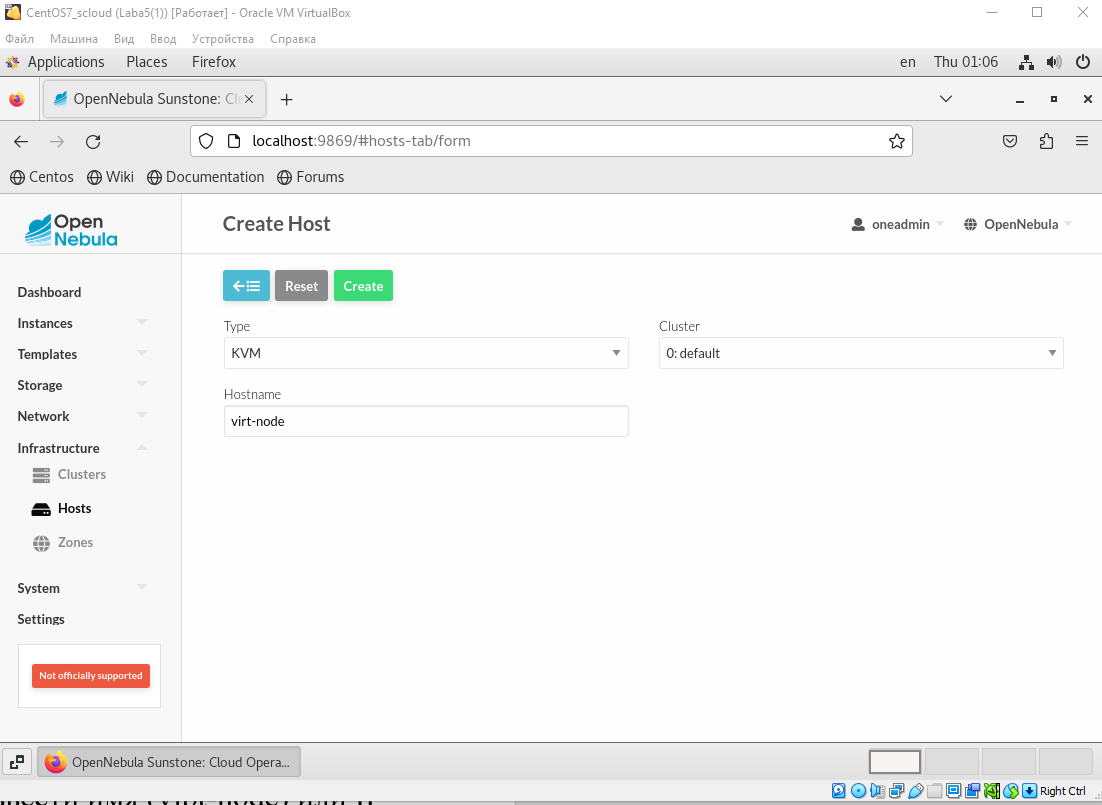 CentOS7_scloud (Laba5(1)) [Работает] - Oracle VM VirtualBox
Файл Машина Вид Ввод Устройства Справка
Applications Places Firefox en Thu 01:06
OpenNebula Sunstone: Clo
localhost:9869/#hosts-tab/form
Centos Wiki Documentation Forums
Open
Nebula
Create Host
oneadmin OpenNebula
Reset Create
Dashboard
Instances
Templates
Storage
Network
Infrastructure
Clusters
Hosts
Zones
System
Settings
Not officially supported
Type
KVM
Cluster
0: default
Hostname
virt-node
OpenNebula Sunstone: Cloud Opera...
Right Ctrl